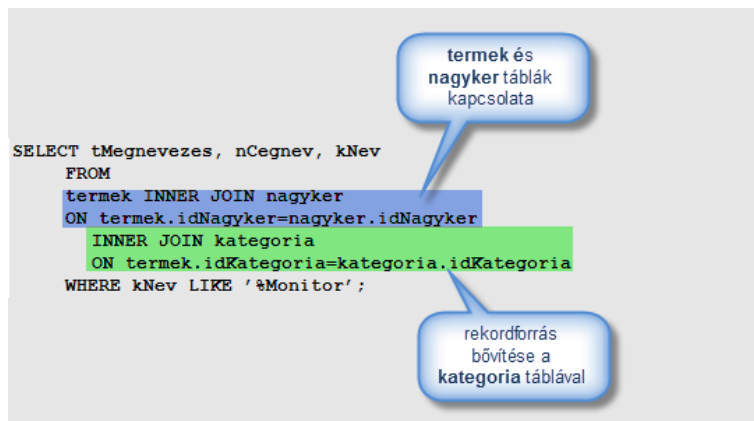 termek és
nagyker táblák
kapcsolata
SELECT tMegnevezes, nCegnev, kNev
FROM
termek INNER JOIN nagyker
ON termek.idNagyker=nagyker.idNagyker
INNER JOIN kategoria
ON termek.idKategoria=kategoria.idKategoria
WHERE kNev LIKE '%Monitor';
rekordforrás
bővítése a
kategoria táblával